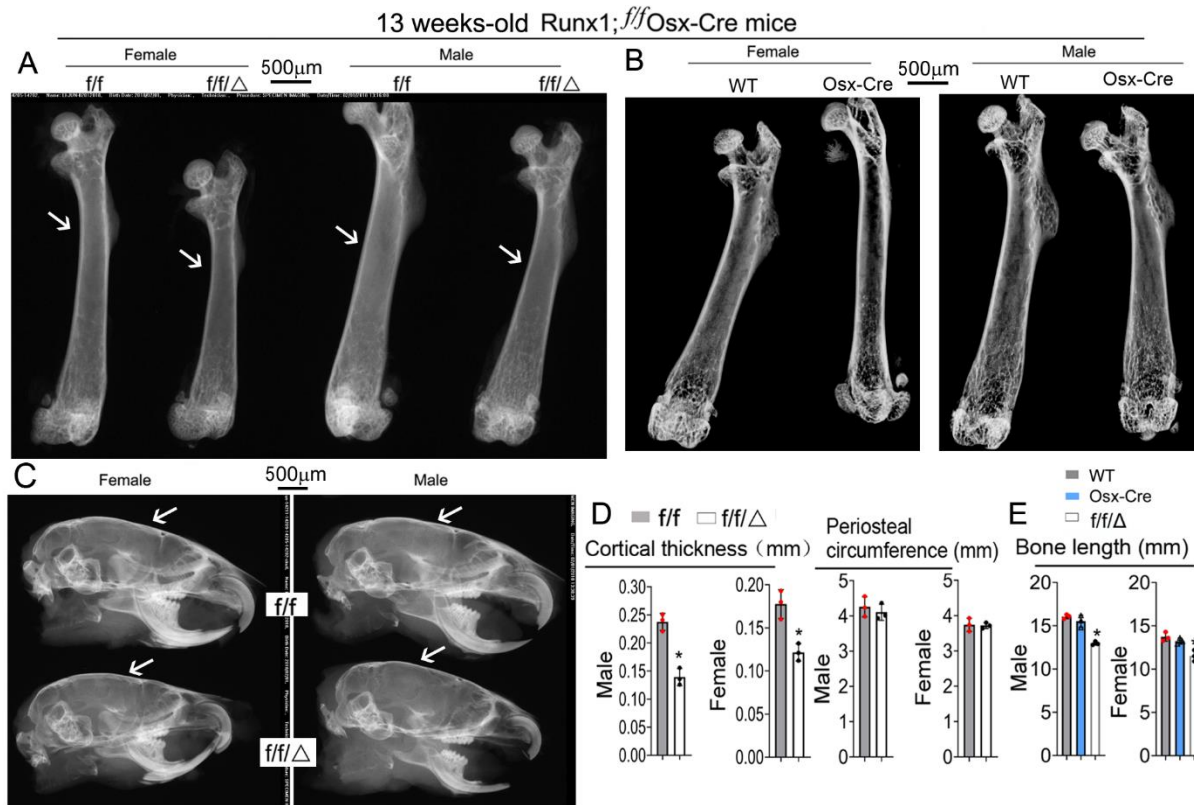 13 weeks-old Runx1; f/f Osx-Cre mice
A
Female
500μm
Male
f/f
f/f/△
f/f
f/f/△
B
Female
500μm
Male
WT
Osx-Cre
WT
Osx-Cre
C
Female
500μm
Male
f/f
f/f/△
D
f/f
f/f/△
Cortical thickness (mm)
0.30
0.25
0.20
0.15
0.25
0.05
0.00
Male
*
0.20
0.15
0.10
0.05
0.00
Female
*
Periosteal
circumference (mm)
5
4
3
2
1
0
Male
5
4
3
2
1
0
Female
E
WT
Osx-Cre
f/f/Δ
Bone length (mm)
20
15
10
5
0
Male
*
20
15
10
5
0
Female